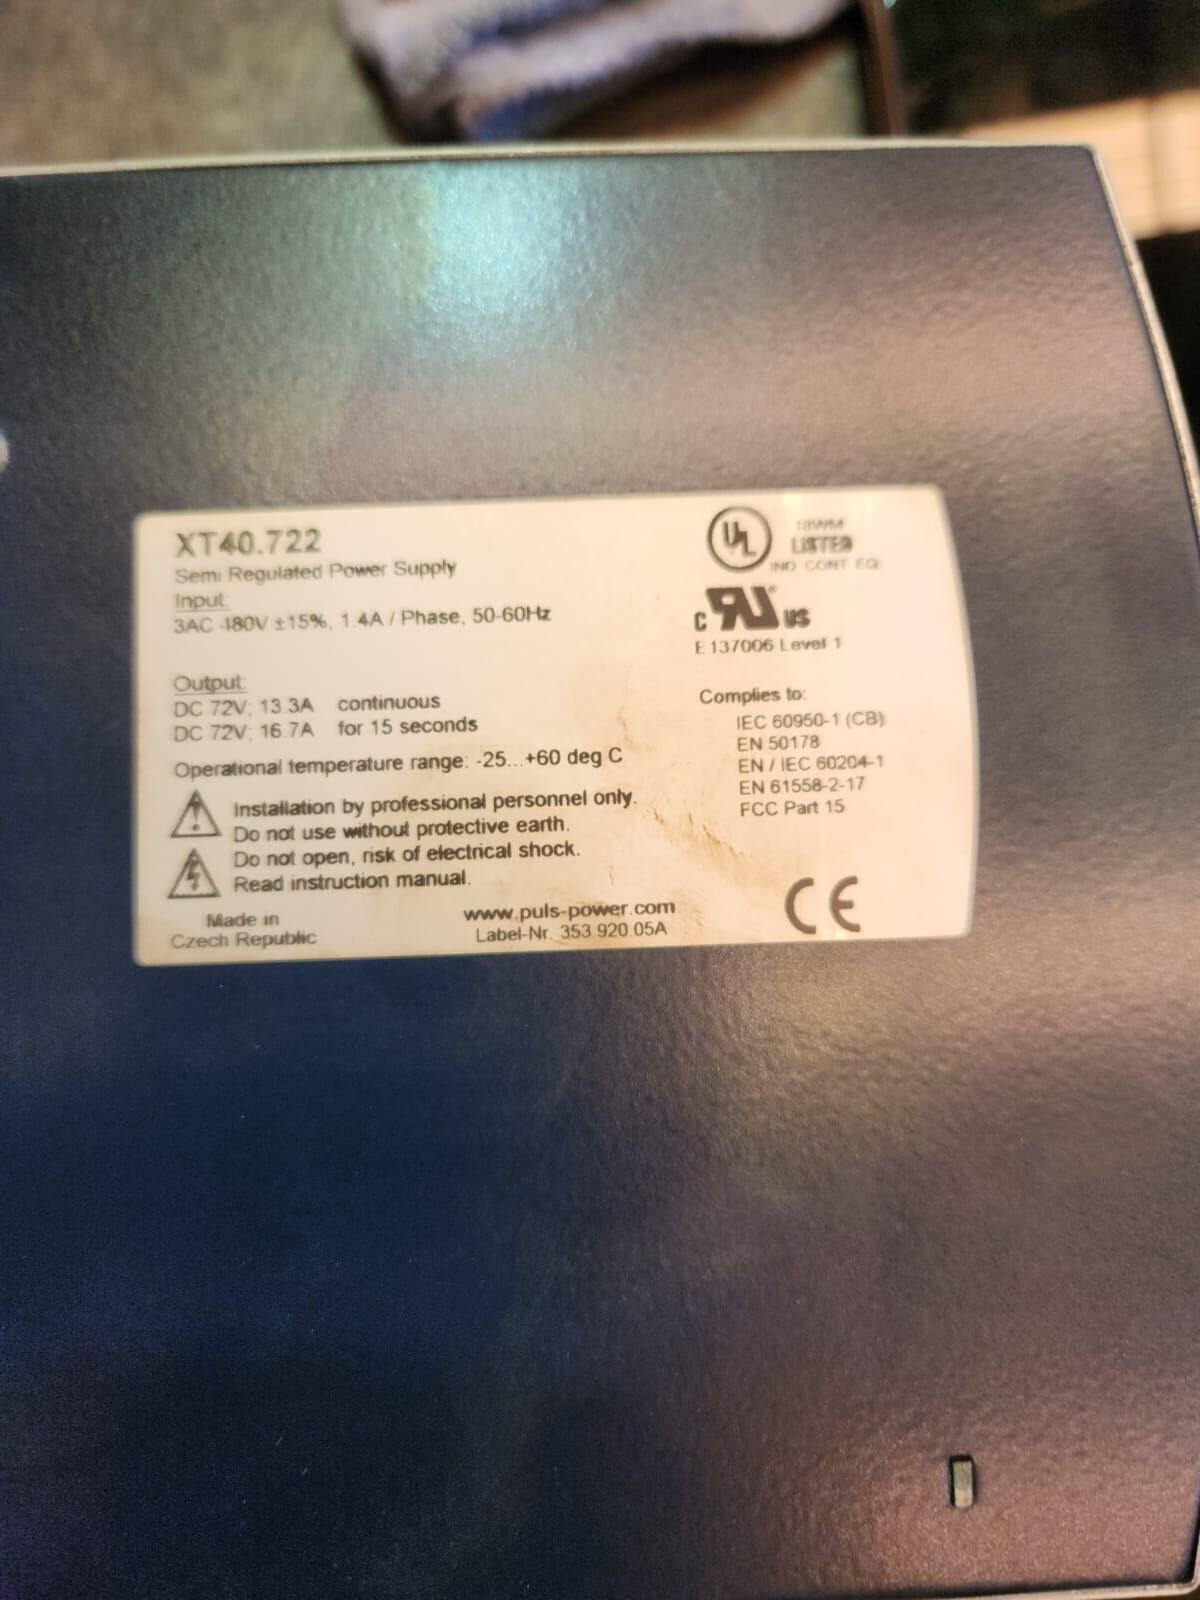 XT40.722
Semi Regulated Power Supply
Input:
3AC 480V ±15%, 1.4A / Phase, 50-60Hz
Output:
DC 72V; 13.3A continuous
DC 72V; 16.7A for 15 seconds
Operational temperature range: -25...+60 deg C
Installation by professional personnel only.
Do not use without protective earth.
Do not open, risk of electrical shock.
Read instruction manual.
Made in
Czech Republic
www.puls-power.com
Label-Nr. 353.920.05A
UL
18WM
LISTED
IND. CONT. EQ.
c RU US
E 137006 Level 1
Complies to:
IEC 60950-1 (CB)
EN 50178
EN / IEC 60204-1
EN 61558-2-17
FCC Part 15
CE